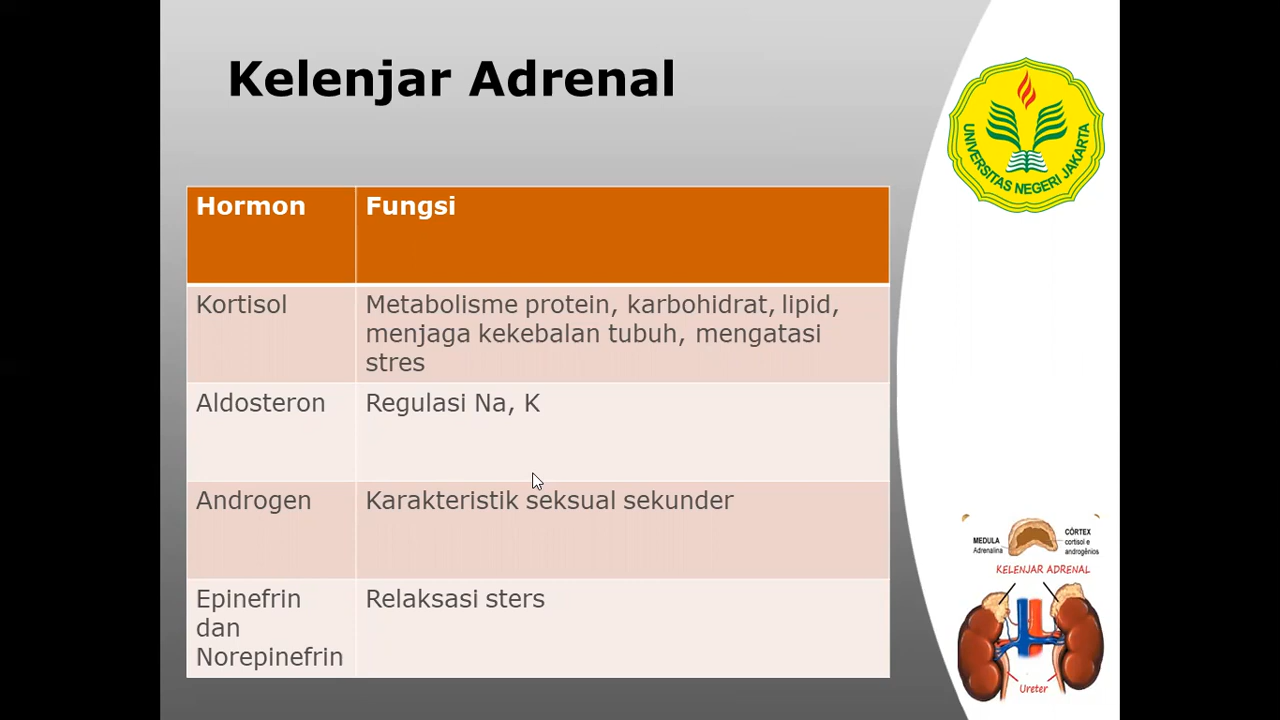 Kelenjar Adrenal
UNIVERSITAS NEGERI JAKARTA
Hormon
Fungsi
Kortisol
Metabolisme protein, karbohidrat, lipid,
menjaga kekebalan tubuh, mengatasi
stres
Aldosteron
Regulasi Na, K
Androgen
Karakteristik seksual sekunder
Epinefrin
dan
Norepinefrin
Relaksasi sters
MEDULA
Adrenalina
CÓRTEX
cortisol e
androgênios
KELENJAR ADRENAL
Ureter